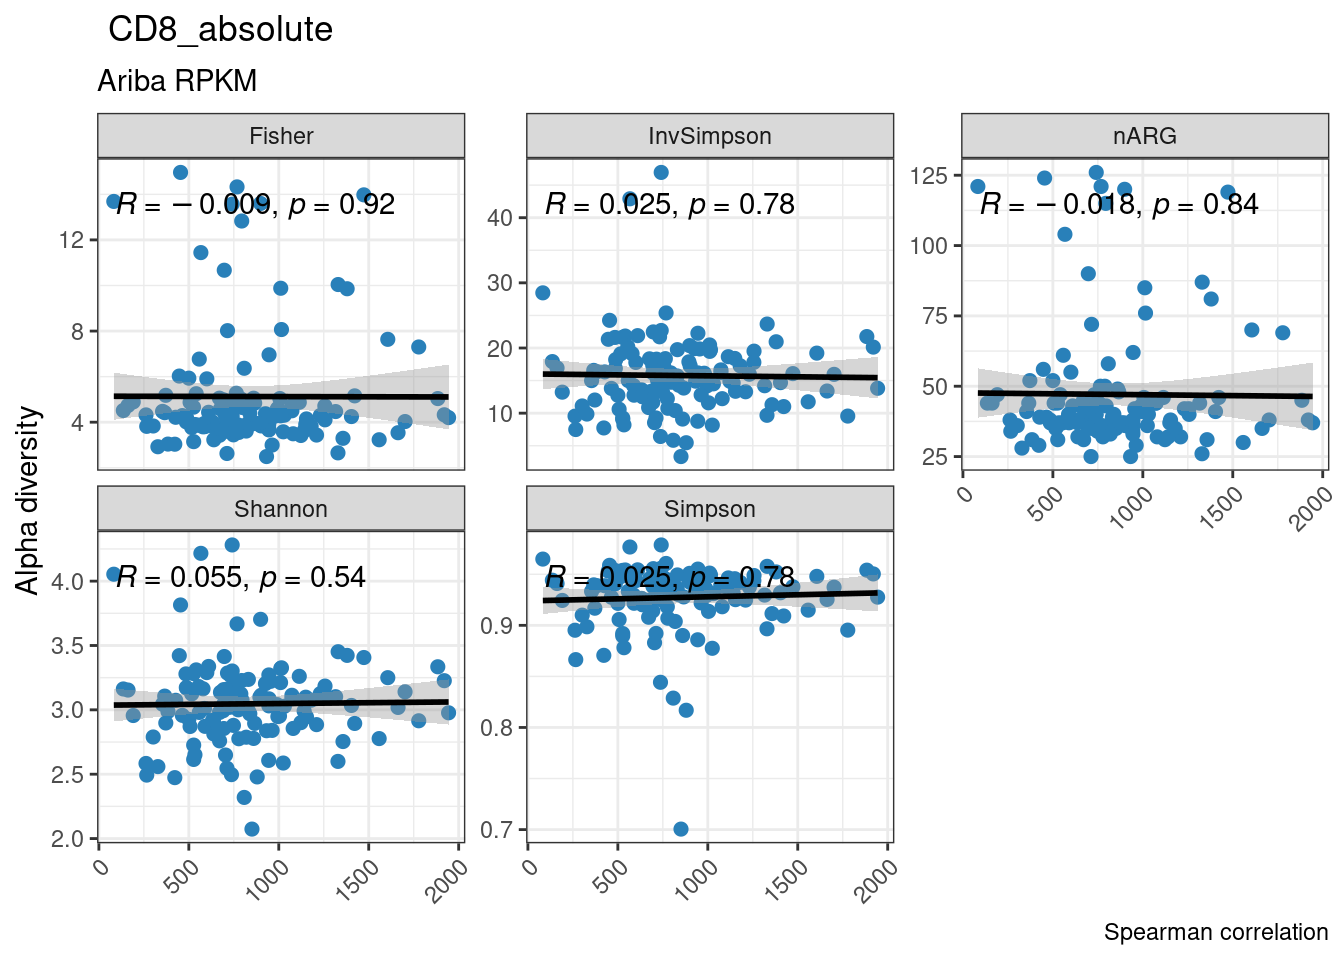 CD8_absolute
Ariba RPKM
Fisher
InvSimpson
nARG
R = −0.009, p = 0.92
R = 0.025, p = 0.78
R = −0.018, p = 0.84
12
8
4
40
30
20
10
125
100
75
50
25
0
500
1000
1500
2000
Alpha diversity
Shannon
Simpson
R = 0.055, p = 0.54
R = 0.025, p = 0.78
4.0
3.5
3.0
2.5
2.0
0.9
0.8
0.7
0
500
1000
1500
2000
0
500
1000
1500
2000
Spearman correlation